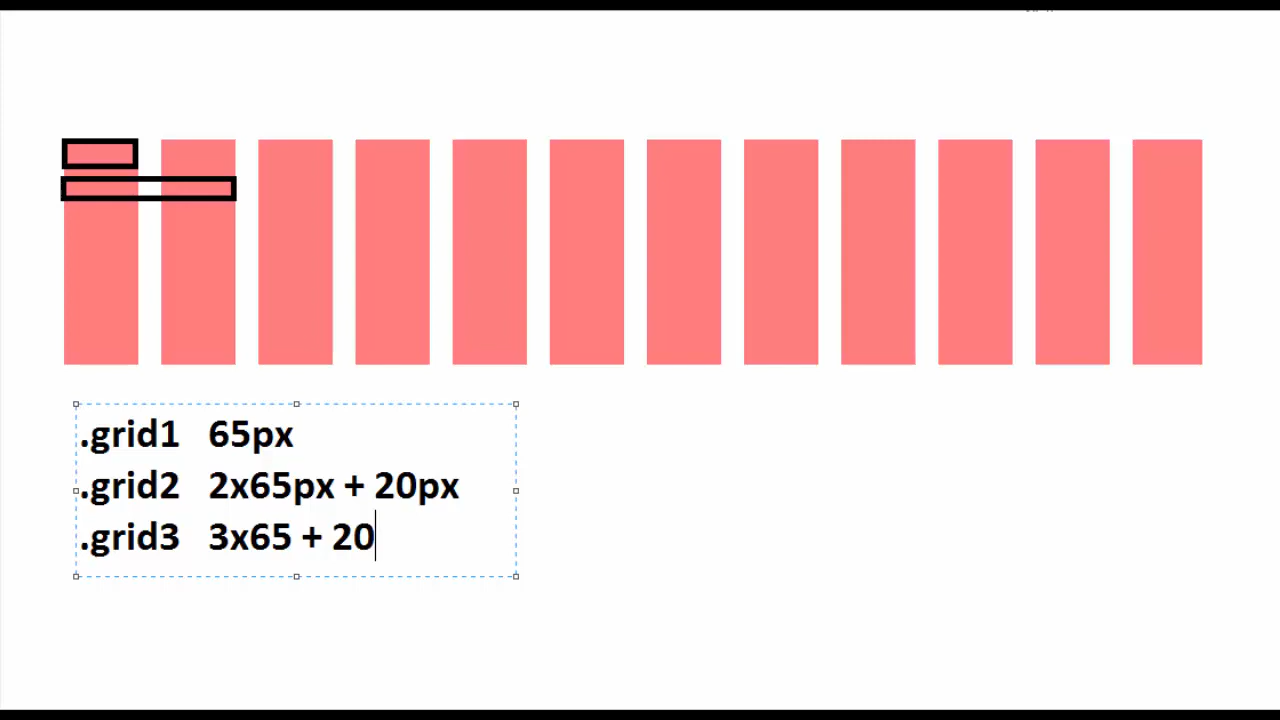 .grid1 65px
.grid2 2x65px + 20px
.grid3 3x65 + 20